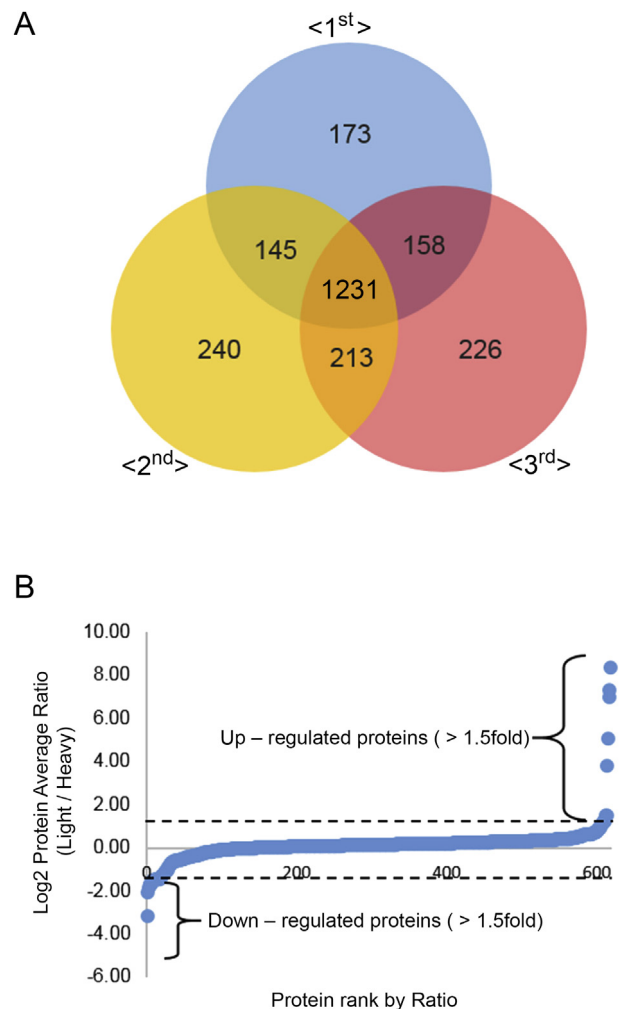 A
<1st>
173
145
158
1231
240
213
226
<2nd>
<3rd>
B
10.00
8.00
6.00
4.00
2.00
0.00
-2.00
-4.00
-6.00
Log2 Protein Average Ratio
(Light / Heavy)
Up – regulated proteins ( > 1.5fold)
0
200
400
600
Down – regulated proteins ( > 1.5fold)
Protein rank by Ratio